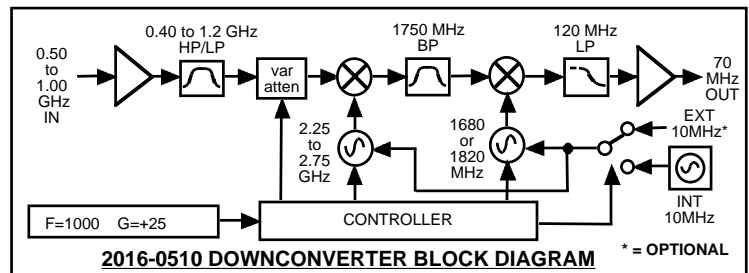 0.50
to
1.00
GHz
IN
0.40 to 1.2 GHz
HP/LP
var
atten
1750 MHz
BP
120 MHz
LP
70
MHz
OUT
2.25
to
2.75
GHz
1680
or
1820
MHz
EXT
10MHz*
INT
10MHz
F=1000 G=+25
CONTROLLER
2016-0510 DOWNCONVERTER BLOCK DIAGRAM
* = OPTIONAL